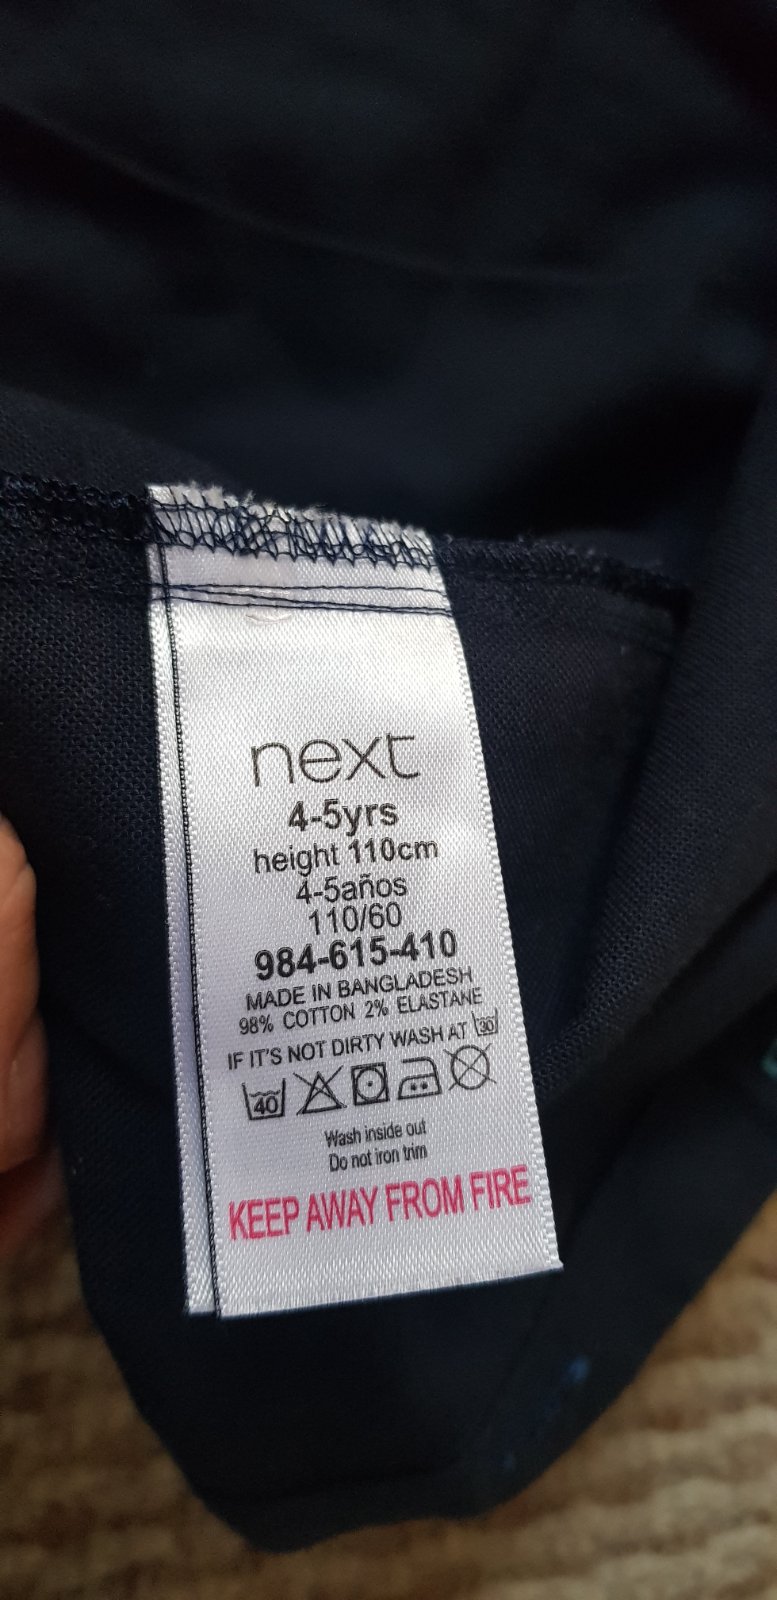 next
4-5yrs
height 110cm
4-5años
110/60
984-615-410
MADE IN BANGLADESH
98% COTTON 2% ELASTANE
IF IT'S NOT DIRTY WASH AT 30
40
Wash inside out
Do not iron trim
KEEP AWAY FROM FIRE